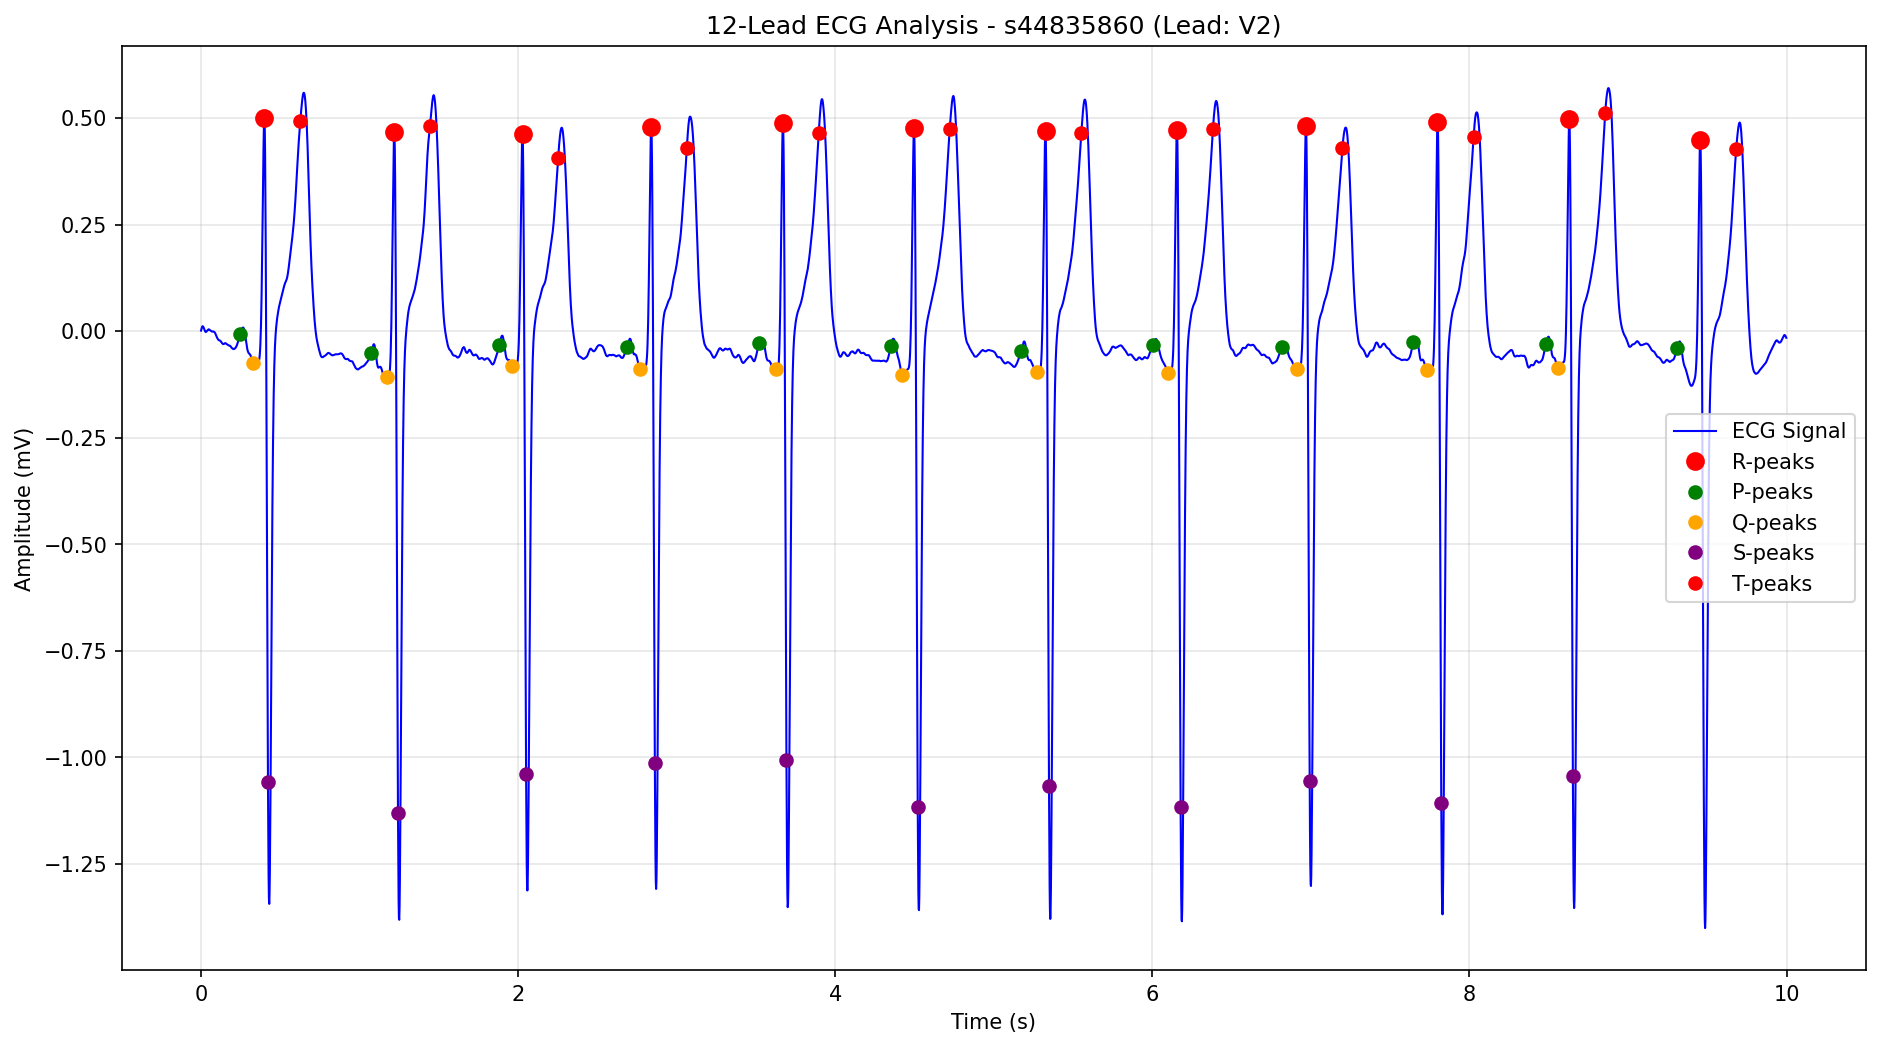 12-Lead ECG Analysis - s44835860 (Lead: V2)
Amplitude (mV)
0.50
0.25
0.00
−0.25
−0.50
−0.75
−1.00
−1.25
ECG Signal
R-peaks
P-peaks
Q-peaks
S-peaks
T-peaks
0 2 4 6 8 10
Time (s)